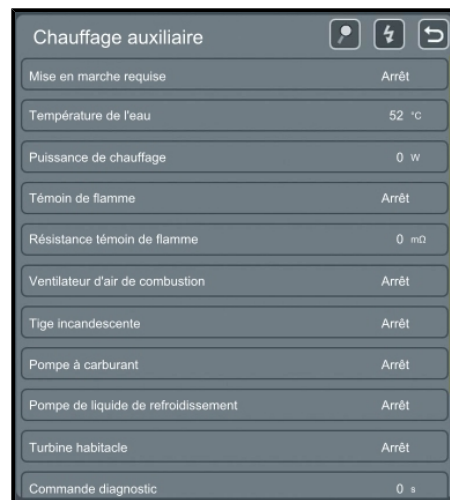 Chauffage auxiliaire
Mise en marche requise Arrêt
Température de l'eau 52 °C
Puissance de chauffage 0 W
Témoin de flamme Arrêt
Résistance témoin de flamme 0 mΩ
Ventilateur d'air de combustion Arrêt
Tige incandescente Arrêt
Pompe à carburant Arrêt
Pompe de liquide de refroidissement Arrêt
Turbine habitacle Arrêt
Commande diagnostic 0 s